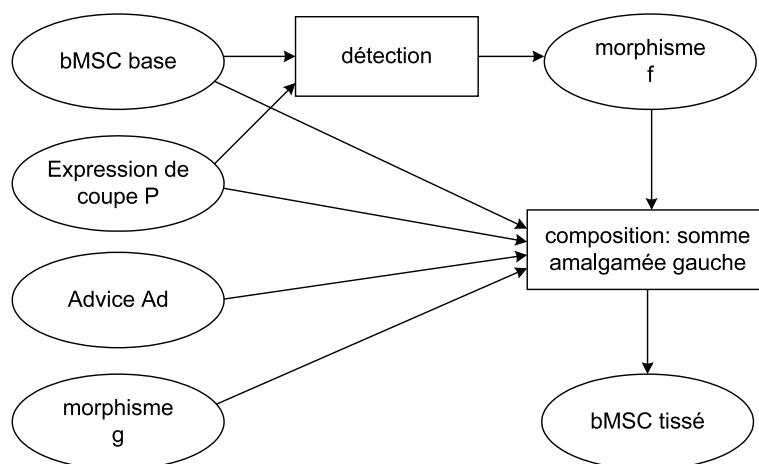 bMSC base
détection
morphisme
f
Expression de
coupe P
composition: somme
amalgamée gauche
Advice Ad
morphisme
g
bMSC tissé